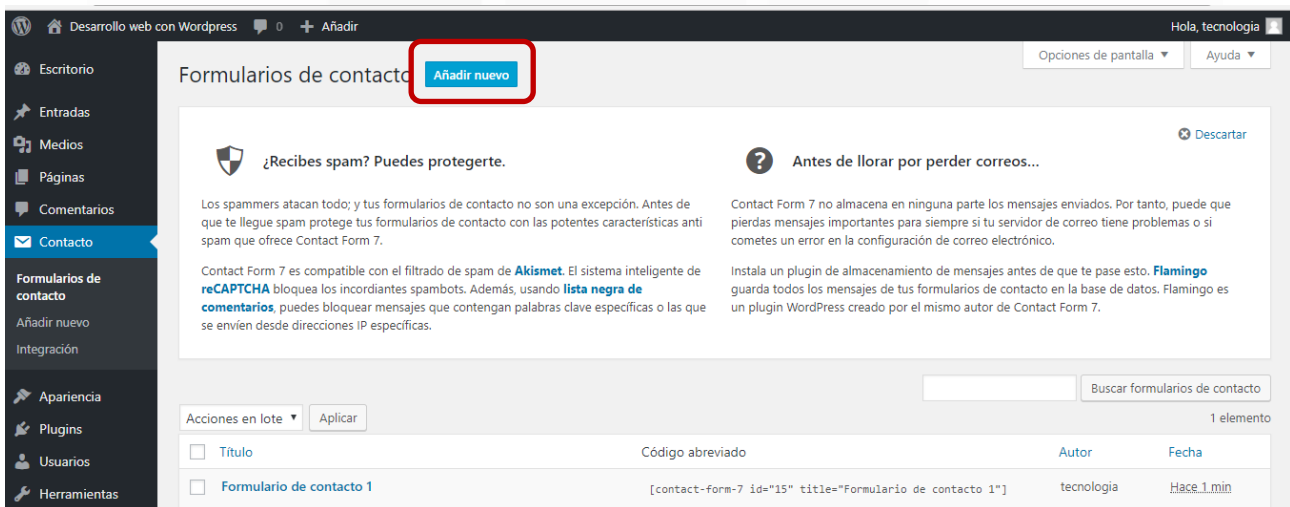 Desarrollo web con Wordpress 0 + Añadir Hola, tecnologia
Opciones de pantalla ▼ Ayuda ▼
Escritorio
Entradas
Medios
Páginas
Comentarios
Contacto
Formularios de
contacto
Añadir nuevo
Integración
Apariencia
Plugins
Usuarios
Herramientas
Formularios de contacto Añadir nuevo
Descartar
¿Recibes spam? Puedes protegerte.
Los spammers atacan todo; y tus formularios de contacto no son una excepción. Antes de
que te llegue spam protege tus formularios de contacto con las potentes características anti
spam que ofrece Contact Form 7.
Contact Form 7 es compatible con el filtrado de spam de Akismet. El sistema inteligente de
reCAPTCHA bloquea los incordiantes spambots. Además, usando lista negra de
comentarios, puedes bloquear mensajes que contengan palabras clave específicas o las que
se envíen desde direcciones IP específicas.
Antes de llorar por perder correos...
Contact Form 7 no almacena en ninguna parte los mensajes enviados. Por tanto, puede que
pierdas mensajes importantes para siempre si tu servidor de correo tiene problemas o si
cometes un error en la configuración de correo electrónico.
Instala un plugin de almacenamiento de mensajes antes de que te pase esto. Flamingo
guarda todos los mensajes de tus formularios de contacto en la base de datos. Flamingo es
un plugin WordPress creado por el mismo autor de Contact Form 7.
Buscar formularios de contacto
Acciones en lote ▼ Aplicar 1 elemento
Título Código abreviado Autor Fecha
Formulario de contacto 1 [contact-form-7 id="15" title="Formulario de contacto 1"] tecnologia Hace 1 min